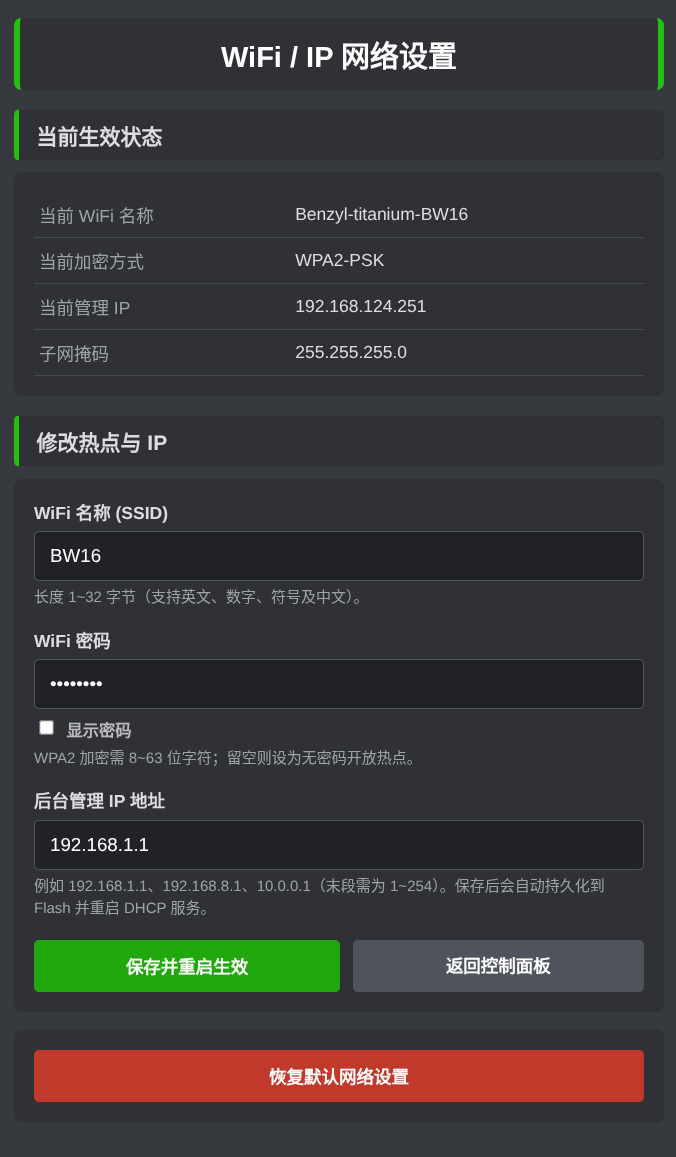 WiFi / IP 网络设置
当前生效状态
当前 WiFi 名称 Benzyl-titanium-BW16
当前加密方式 WPA2-PSK
当前管理 IP 192.168.124.251
子网掩码 255.255.255.0
修改热点与 IP
WiFi 名称 (SSID)
BW16
长度 1~32 字节（支持英文、数字、符号及中文）。
WiFi 密码
••••••••
显示密码
WPA2 加密需 8~63 位字符；留空则设为无密码开放热点。
后台管理 IP 地址
192.168.1.1
例如 192.168.1.1、192.168.8.1、10.0.0.1（末段需为 1~254）。保存后会自动持久化到
Flash 并重启 DHCP 服务。
保存并重启生效 返回控制面板
恢复默认网络设置